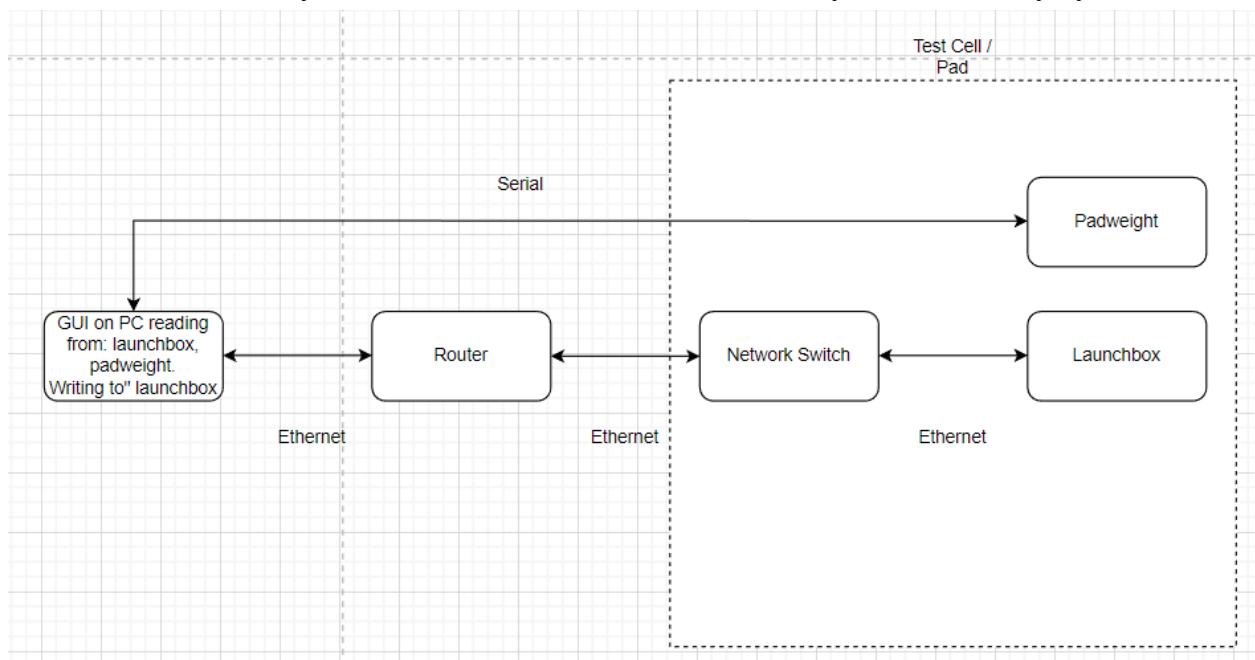 Test Cell /
Pad
Serial
Padweight
GUI on PC reading
from: launchbox,
padweight.
Writing to" launchbox
Router
Network Switch
Launchbox
Ethernet
Ethernet
Ethernet